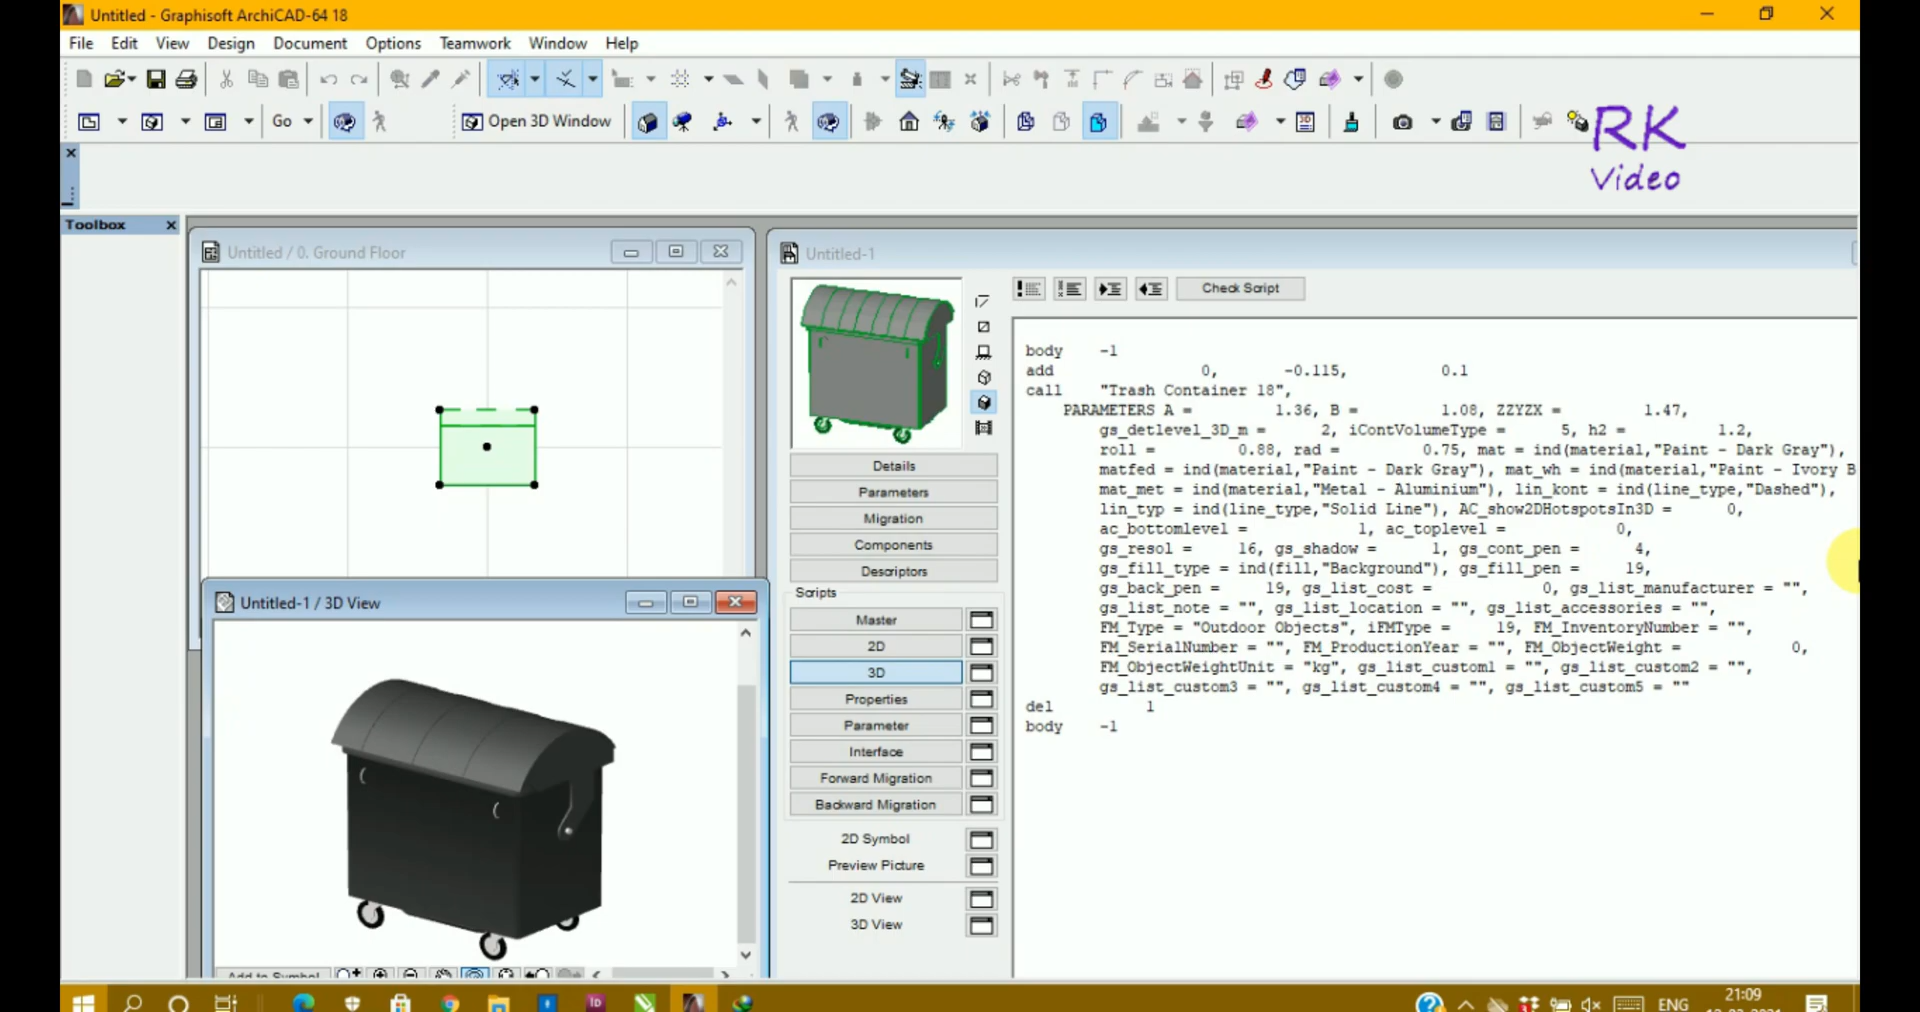 Untitled - Graphisoft ArchiCAD-64 18
File Edit View Design Document Options Teamwork Window Help
Go
Open 3D Window
RK
Video
Toolbox
Untitled / 0. Ground Floor
Untitled-1
Check Script
body -1
add 0, -0.115, 0.1
call "Trash Container 18",
PARAMETERS A = 1.36, B = 1.08, ZZYZX = 1.47,
gs_detlevel_3D_m = 2, iContVolumeType = 5, h2 = 1.2,
roll = 0.88, rad = 0.75, mat = ind(material,"Paint - Dark Gray"),
matfed = ind(material,"Paint - Dark Gray"), mat_wh = ind(material,"Paint - Ivory B
mat_met = ind(material,"Metal - Aluminium"), lin_kont = ind(line_type,"Dashed"),
lin_typ = ind(line_type,"Solid Line"), AC_show2DHotspotsIn3D = 0,
ac_bottomlevel = 1, ac_toplevel = 0,
gs_resol = 16, gs_shadow = 1, gs_cont_pen = 4,
gs_fill_type = ind(fill,"Background"), gs_fill_pen = 19,
gs_back_pen = 19, gs_list_cost = 0, gs_list_manufacturer = "",
gs_list_note = "", gs_list_location = "", gs_list_accessories = "",
FM_Type = "Outdoor Objects", iFMType = 19, FM_InventoryNumber = "",
FM_SerialNumber = "", FM_ProductionYear = "", FM_ObjectWeight = 0,
FM_ObjectWeightUnit = "kg", gs_list_custom1 = "", gs_list_custom2 = "",
gs_list_custom3 = "", gs_list_custom4 = "", gs_list_custom5 = ""
del 1
body -1
Details
Parameters
Migration
Components
Descriptors
Scripts
Master
2D
3D
Properties
Parameter
Interface
Forward Migration
Backward Migration
2D Symbol
Preview Picture
2D View
3D View
Untitled-1 / 3D View
Add to Symbol
ENG
21:09